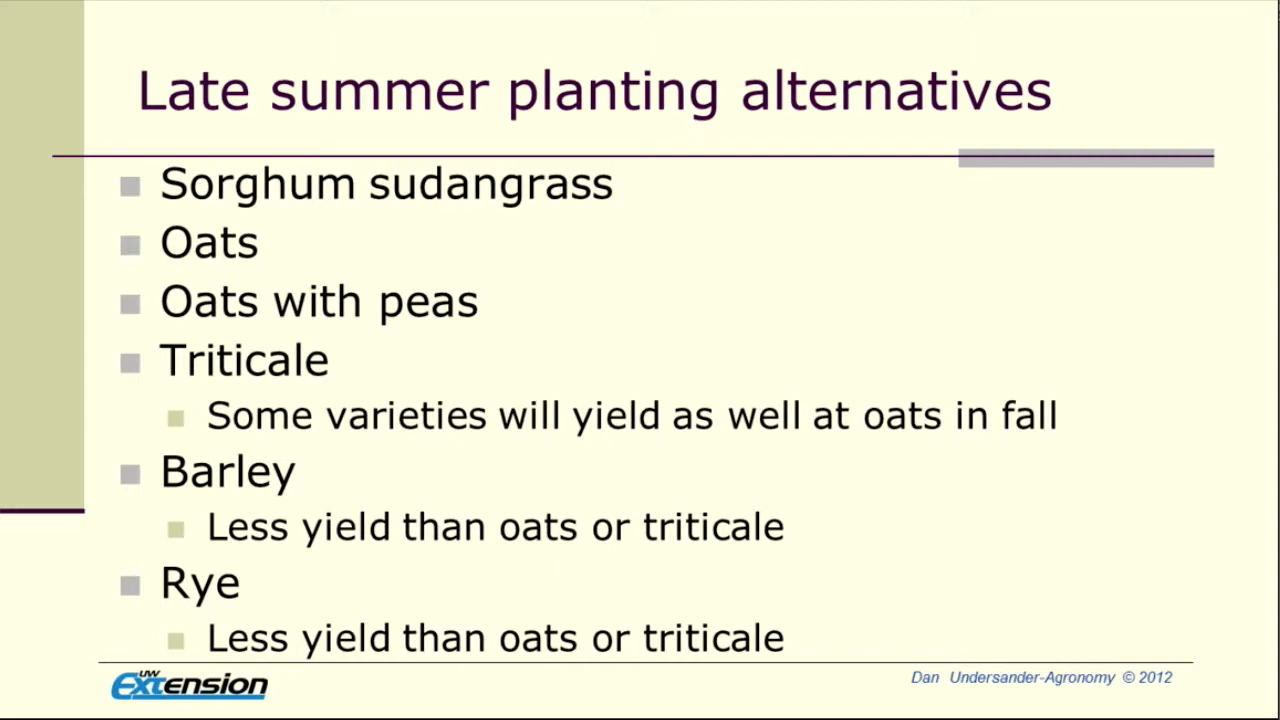 Late summer planting alternatives
Sorghum sudangrass
Oats
Oats with peas
Triticale
Some varieties will yield as well at oats in fall
Barley
Less yield than oats or triticale
Rye
Less yield than oats or triticale
UW
Extension
Dan Undersander-Agronomy © 2012